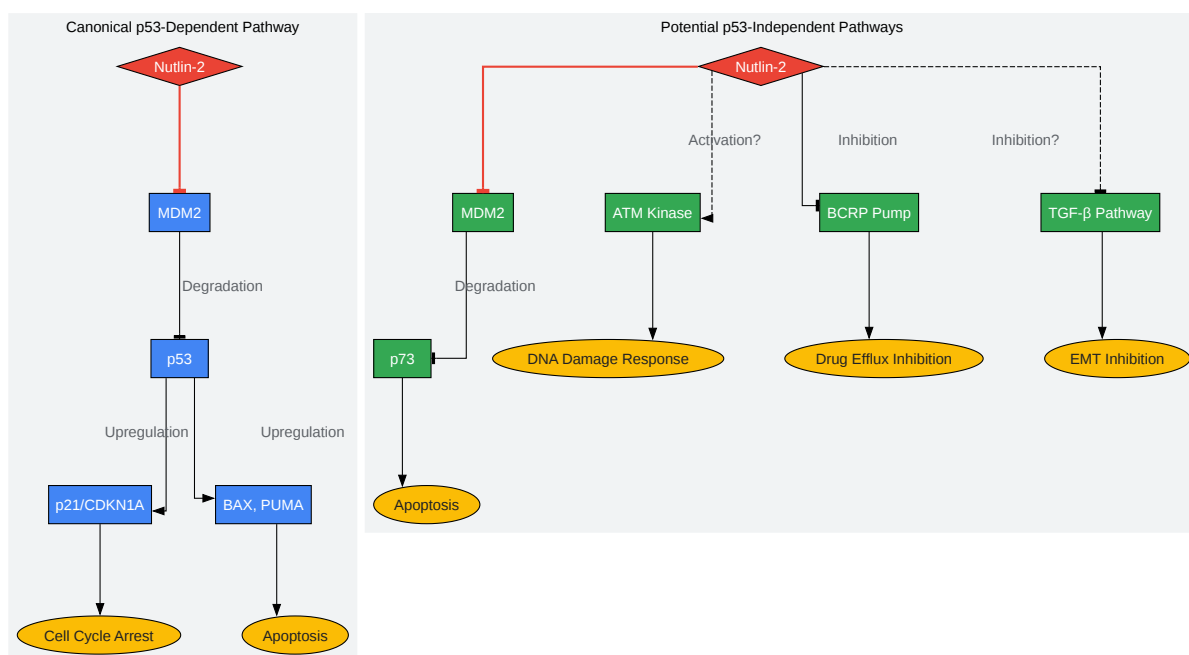 Canonical p53-Dependent Pathway
Nutlin-2
MDM2
Degradation
p53
Upregulation
Upregulation
p21/CDKN1A
BAX, PUMA
Cell Cycle Arrest
Apoptosis
Potential p53-Independent Pathways
Nutlin-2
Activation?
Inhibition
Inhibition?
MDM2
ATM Kinase
BCRP Pump
TGF-β Pathway
Degradation
p73
DNA Damage Response
Drug Efflux Inhibition
EMT Inhibition
Apoptosis